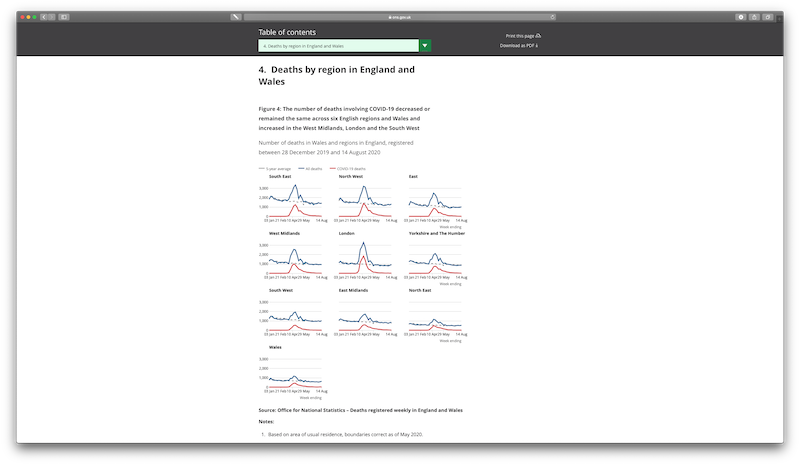 ons.gov.uk
Table of contents
Print this page
4. Deaths by region in England and Wales
Download as PDF
4. Deaths by region in England and
Wales
Figure 4: The number of deaths involving COVID-19 decreased or
remained the same across six English regions and Wales and
increased in the West Midlands, London and the South West
Number of deaths in Wales and regions in England, registered
between 28 December 2019 and 14 August 2020
5-year average All deaths COVID-19 deaths
South East North West East
3,000
2,000
1,000
0
03 Jan 21 Feb 10 Apr 29 May 14 Aug 03 Jan 21 Feb 10 Apr 29 May 14 Aug 03 Jan 21 Feb 10 Apr 29 May 14 Aug
Week ending
West Midlands London Yorkshire and The Humber
3,000
2,000
1,000
0
03 Jan 21 Feb 10 Apr 29 May 14 Aug 03 Jan 21 Feb 10 Apr 29 May 14 Aug 03 Jan 21 Feb 10 Apr 29 May 14 Aug
Week ending
South West East Midlands North East
3,000
2,000
1,000
0
03 Jan 21 Feb 10 Apr 29 May 14 Aug 03 Jan 21 Feb 10 Apr 29 May 14 Aug 03 Jan 21 Feb 10 Apr 29 May 14 Aug
Week ending
Wales
3,000
2,000
1,000
0
03 Jan 21 Feb 10 Apr 29 May 14 Aug
Week ending
Source: Office for National Statistics – Deaths registered weekly in England and Wales
Notes:
1. Based on area of usual residence, boundaries correct as of May 2020.